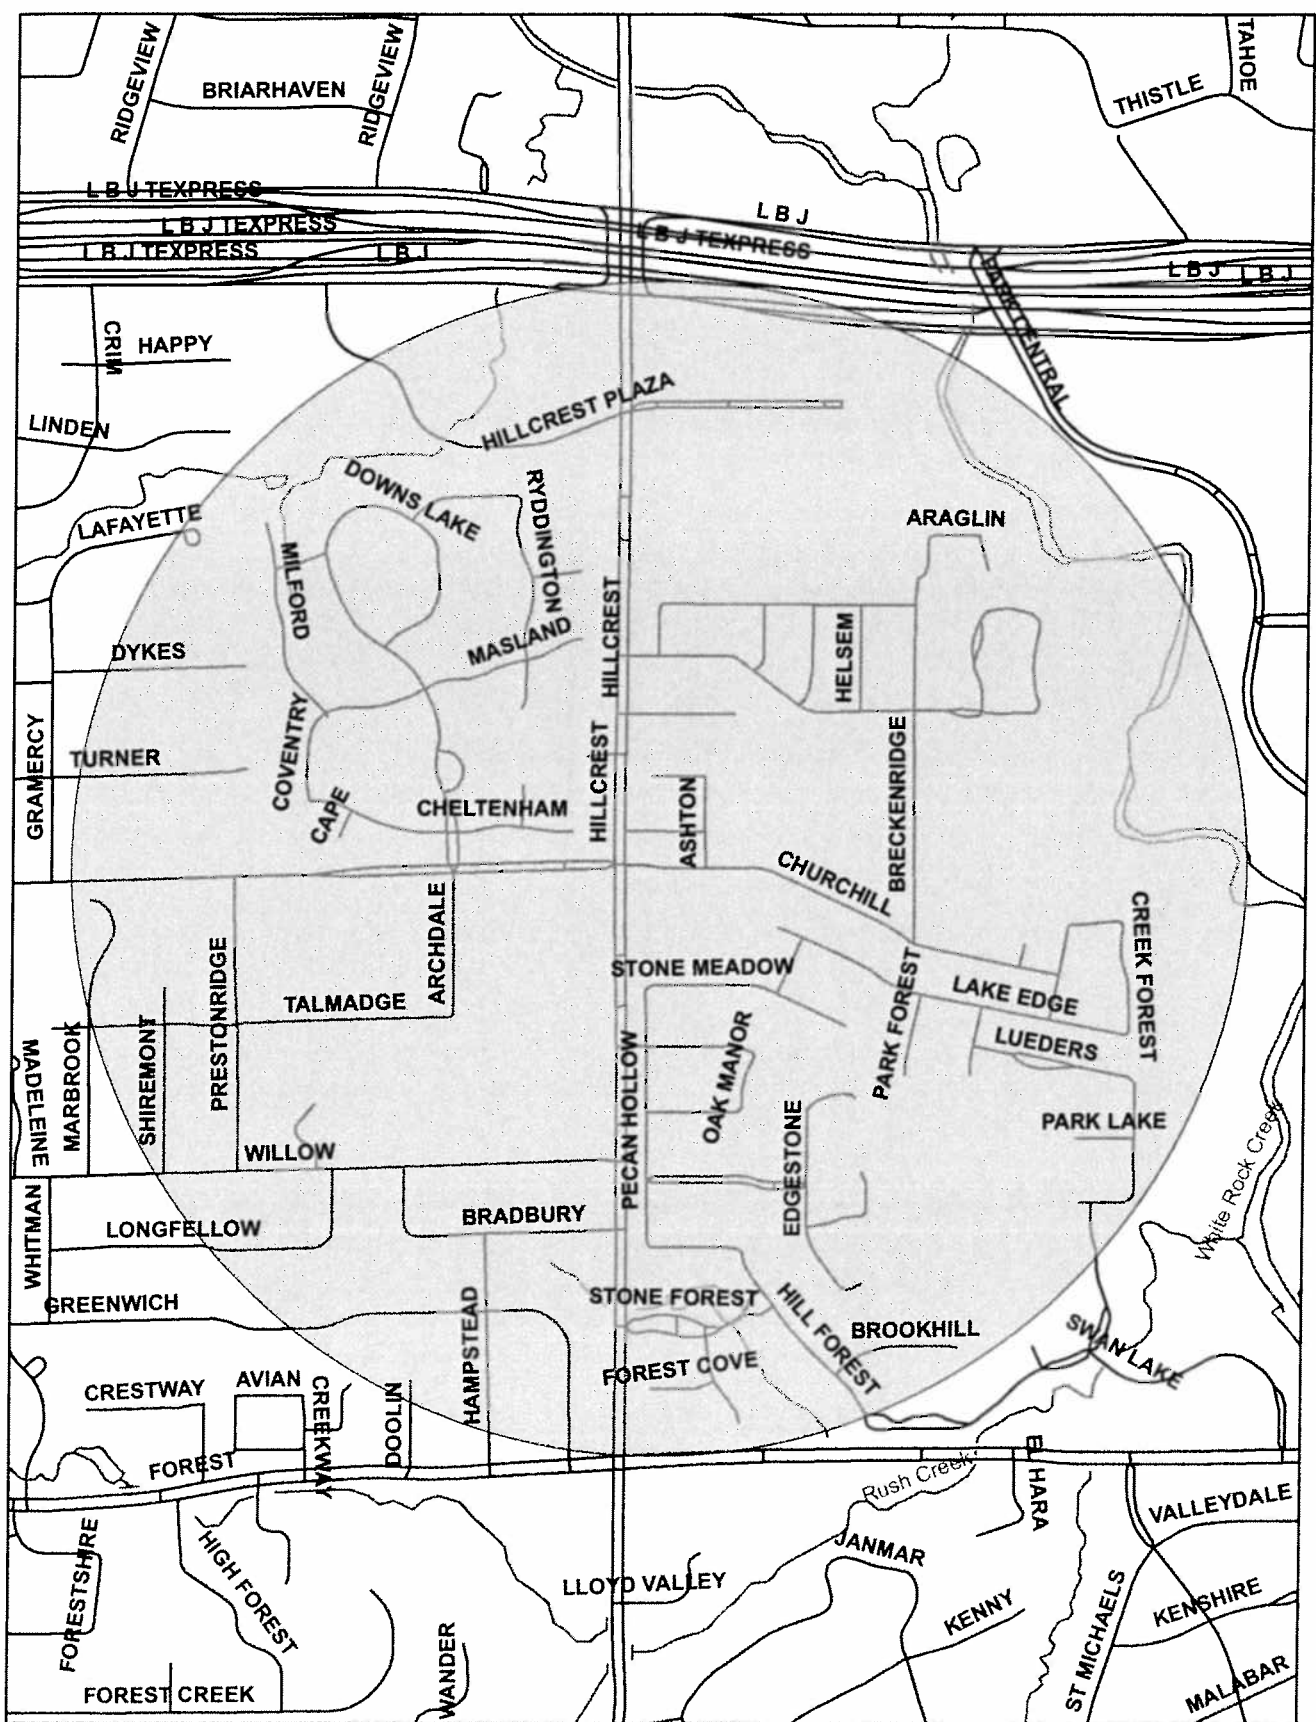 RIDGEVIEW
BRIARHAVEN
RIDGEVIEW
THISTLE
TAHOE
L B J TEXPRESS
L B J
L B J TEXPRESS
L B J TEXPRESS
L B J TEXPRESS
L B J
L B J
L B J
PARK CENTRAL
CRIM
HAPPY
LINDEN
HILLCREST PLAZA
DOWNS LAKE
RYDDINGTON
LAFAYETTE
ARAGLIN
MILFORD
HILLCREST
DYKES
MASLAND
HELSEM
GRAMERCY
TURNER
COVENTRY
CAPE
CHELTENHAM
HILLCREST
ASHTON
BRECKENRIDGE
CHURCHILL
ARCHDALE
PRESTONRIDGE
TALMADGE
STONE MEADOW
PARK FOREST
LAKE EDGE
CREEK FOREST
LUEDERS
MADELEINE
MARBROOK
SHIREMONT
PECAN HOLLOW
OAK MANOR
EDGESTONE
PARK LAKE
WILLOW
WHITMAN
LONGFELLOW
BRADBURY
White Rock Creek
GREENWICH
HAMPSTEAD
STONE FOREST
HILL FOREST
BROOKHILL
SWAN LAKE
FOREST COVE
CRESTWAY
AVIAN
CREEKWAY
DOOLIN
FOREST
Rush Creek
EL HARA
VALLEYDALE
FORESTSHIRE
HIGH FOREST
JANMAR
LLOYD VALLEY
KENNY
ST MICHAELS
KENSHIRE
FOREST CREEK
WANDER
MALABAR